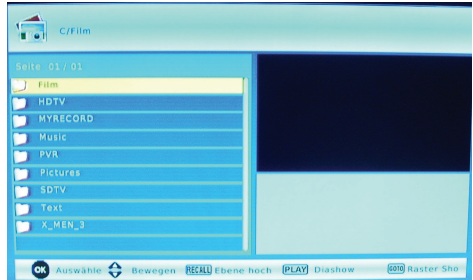 C/Film
Seite 01/01
Film
HDTV
MYRECORD
Music
PVR
Pictures
SDTV
Text
X_MEN_3
OK Auswähle Bewegen RECALL Ebene hoch PLAY Diashow GOTO Raster Sho